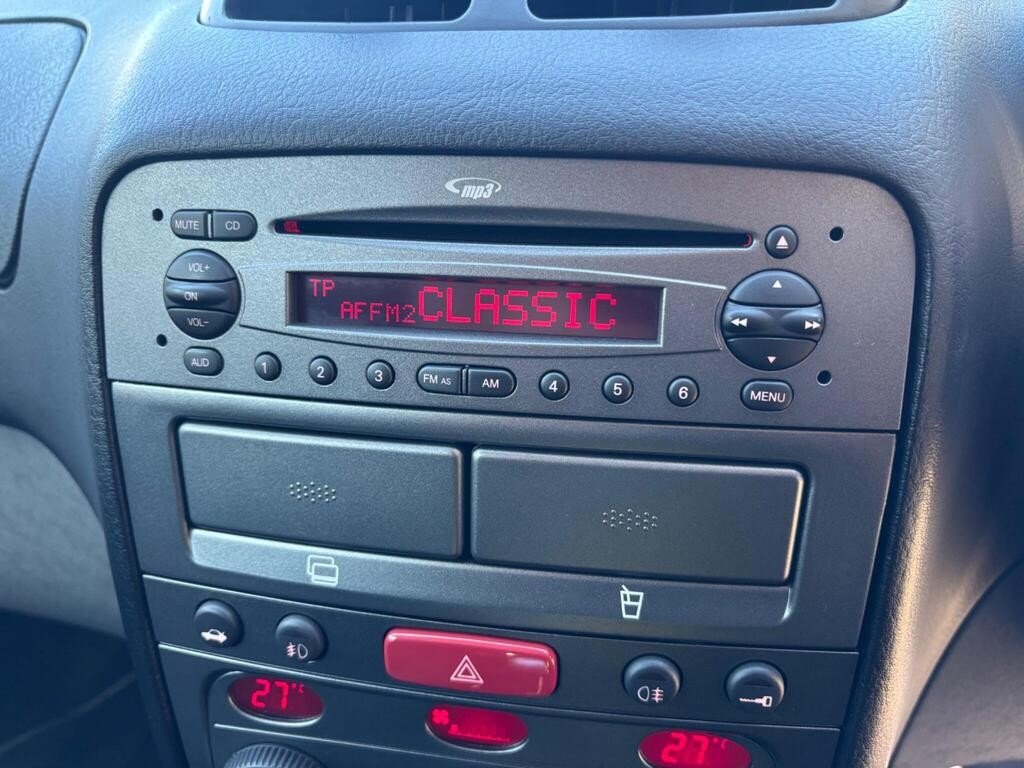 mp3
MUTE CD
VOL+
ON
VOL-
TP
AFFM2 CLASSIC
AUD 1 2 3 FM AS AM 4 5 6 MENU
27°C 27°C